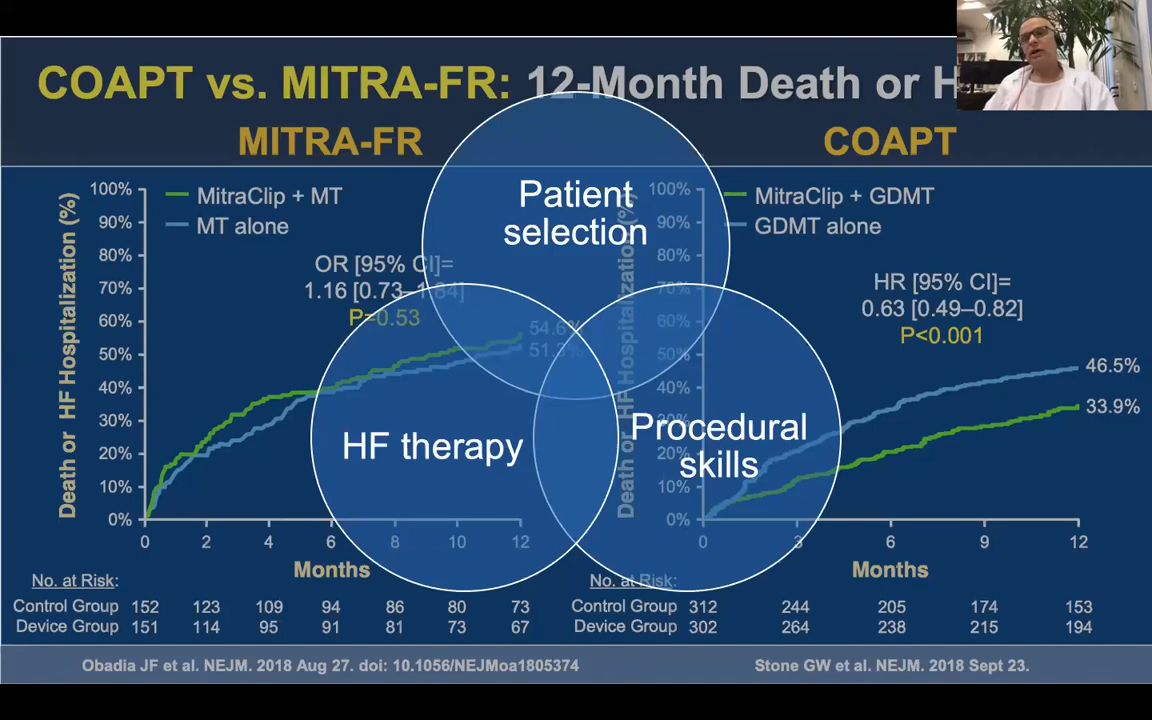 COAPT vs. MITRA-FR: 12-Month Death or H
MITRA-FR
COAPT
Patient
selection
HF therapy
Procedural
skills
Death or HF Hospitalization (%)
100%
90%
80%
70%
60%
50%
40%
30%
20%
10%
0%
MitraClip + MT
MT alone
OR [95% CI]=
1.16 [0.73–1.84]
P=0.53
54.6%
51.3%
0 2 4 6 8 10 12
Months
Death or HF Hospitalization (%)
100%
90%
80%
70%
60%
50%
40%
30%
20%
10%
0%
MitraClip + GDMT
GDMT alone
HR [95% CI]=
0.63 [0.49–0.82]
P<0.001
46.5%
33.9%
0 3 6 9 12
Months
No. at Risk:
Control Group 152 123 109 94 86 80 73
Device Group 151 114 95 91 81 73 67
No. at Risk:
Control Group 312 244 205 174 153
Device Group 302 264 238 215 194
Obadia JF et al. NEJM. 2018 Aug 27. doi: 10.1056/NEJMoa1805374
Stone GW et al. NEJM. 2018 Sept 23.